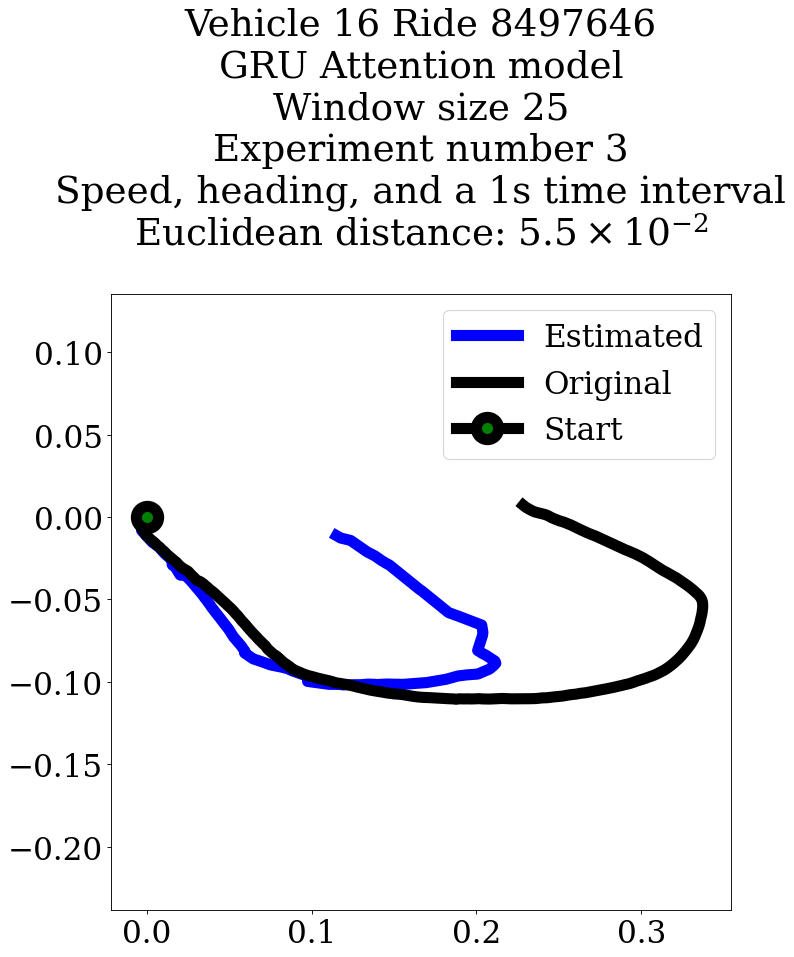 Vehicle 16 Ride 8497646
GRU Attention model
Window size 25
Experiment number 3
Speed, heading, and a 1s time interval
Euclidean distance: 5.5 × 10⁻²
Estimated
Original
Start
0.10
0.05
0.00
−0.05
−0.10
−0.15
−0.20
0.0 0.1 0.2 0.3